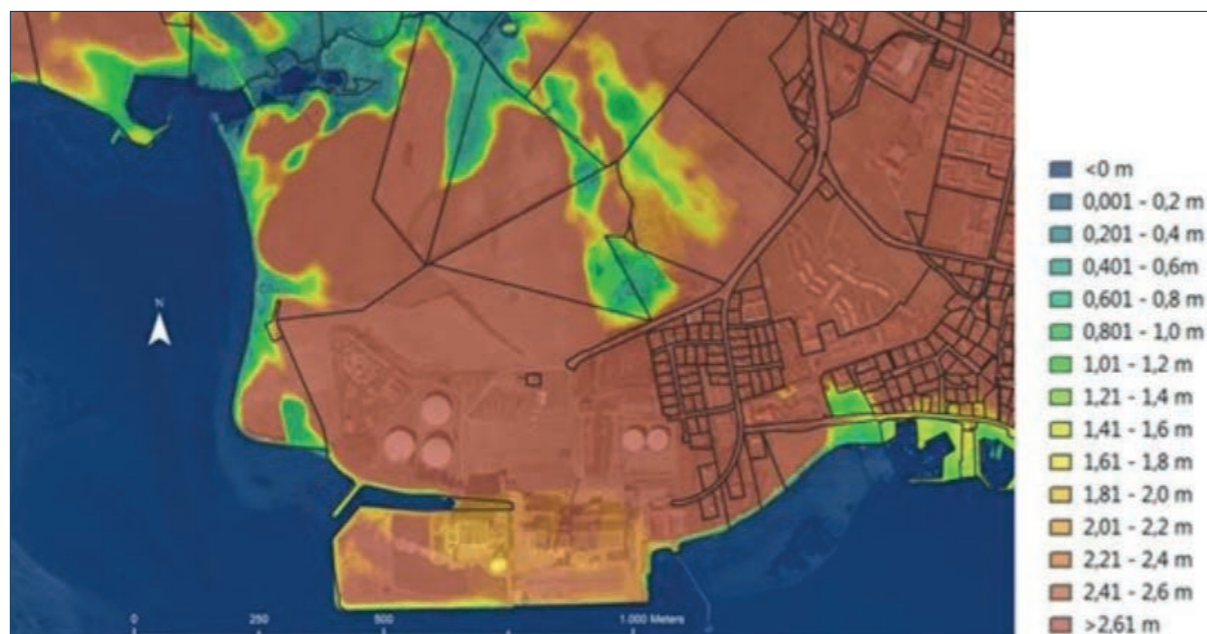 N
0 250 500 1.000 Meters
<0 m
0,001 - 0,2 m
0,201 - 0,4 m
0,401 - 0,6m
0,601 - 0,8 m
0,801 - 1,0 m
1,01 - 1,2 m
1,21 - 1,4 m
1,41 - 1,6 m
1,61 - 1,8 m
1,81 - 2,0 m
2,01 - 2,2 m
2,21 - 2,4 m
2,41 - 2,6 m
>2,61 m